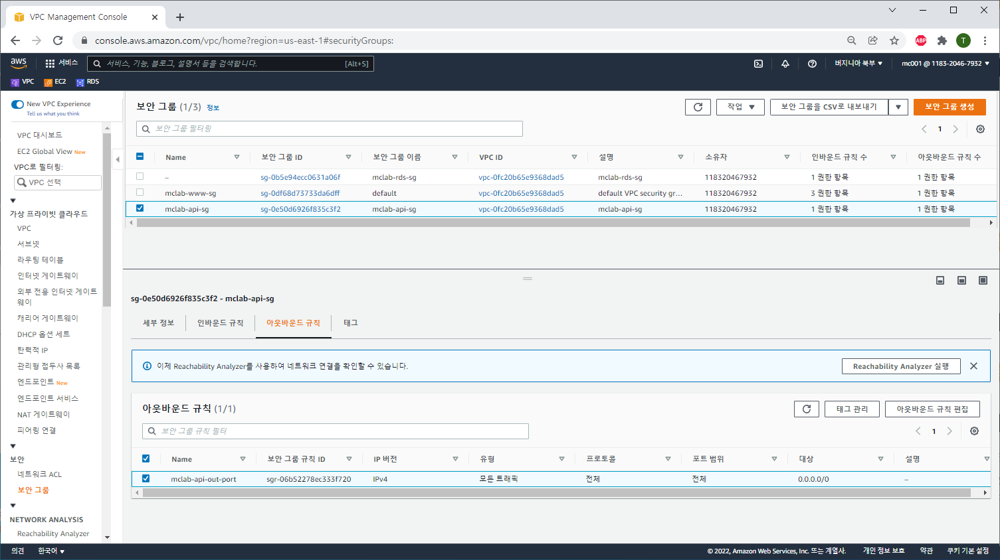 VPC Management Console
console.aws.amazon.com/vpc/home?region=us-east-1#securityGroups:
ABP
T
aws
서비스
서비스, 기능, 블로그, 설명서 등을 검색합니다.
[Alt+S]
버지니아 북부
mc001 @ 1183-2046-7932
VPC
EC2
RDS
New VPC Experience
Tell us what you think
VPC 대시보드
EC2 Global View New
VPC로 필터링:
VPC 선택
가상 프라이빗 클라우드
VPC
서브넷
라우팅 테이블
인터넷 게이트웨이
외부 전용 인터넷 게이트
웨이
캐리어 게이트웨이
DHCP 옵션 세트
탄력적 IP
관리형 접두사 목록
엔드포인트 New
엔드포인트 서비스
NAT 게이트웨이
피어링 연결
보안
네트워크 ACL
보안 그룹
NETWORK ANALYSIS
Reachability Analyzer
보안 그룹 (1/3) 정보
작업
보안 그룹을 CSV로 내보내기
보안 그룹 생성
보안 그룹 필터링
1
Name 보안 그룹 ID 보안 그룹 이름 VPC ID 설명 소유자 인바운드 규칙 수 아웃바운드 규칙 수
– sg-0b5e94ecc0631a06f mclab-rds-sg vpc-0fc20b65e9368dad5 mclab-rds-sg 118320467932 1 권한 항목 1 권한 항목
mclab-www-sg sg-0df68d73733da6dff default vpc-0fc20b65e9368dad5 default VPC security gr... 118320467932 3 권한 항목 1 권한 항목
mclab-api-sg sg-0e50d6926f835c3f2 mclab-api-sg vpc-0fc20b65e9368dad5 mclab-api-sg 118320467932 1 권한 항목 1 권한 항목
sg-0e50d6926f835c3f2 - mclab-api-sg
세부 정보 인바운드 규칙 아웃바운드 규칙 태그
이제 Reachability Analyzer를 사용하여 네트워크 연결을 확인할 수 있습니다.
Reachability Analyzer 실행
아웃바운드 규칙 (1/1)
태그 관리
아웃바운드 규칙 편집
보안 그룹 규칙 필터
1
Name 보안 그룹 규칙 ID IP 버전 유형 프로토콜 포트 범위 대상 설명
mclab-api-out-port sgr-06b52278ec333f720 IPv4 모든 트래픽 전체 전체 0.0.0.0/0 –
의견
한국어
© 2022, Amazon Web Services, Inc. 또는 계열사.
개인 정보 보호
약관
쿠키 기본 설정